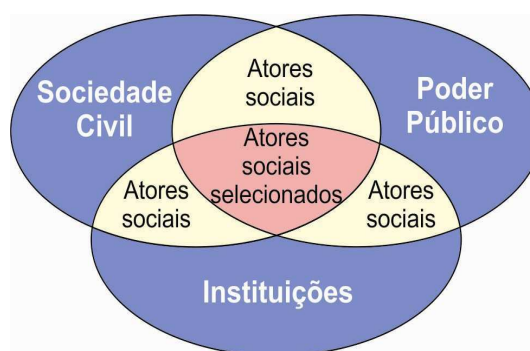 Atores
sociais
Sociedade
Civil
Poder
Público
Atores
sociais
selecionados
Atores
sociais
Atores
sociais
Instituições